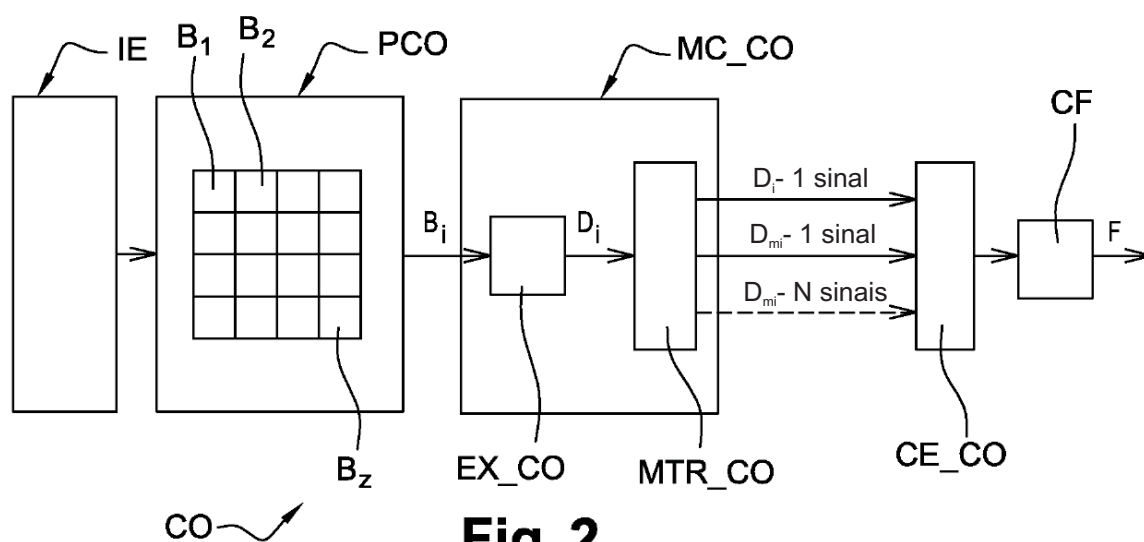 IE
B1
B2
PCO
MC_CO
CF
Di- 1 sinal
Bi
Di
Dmi- 1 sinal
F
Dmi- N sinais
Bz
EX_CO
MTR_CO
CE_CO
CO
Fig. 2